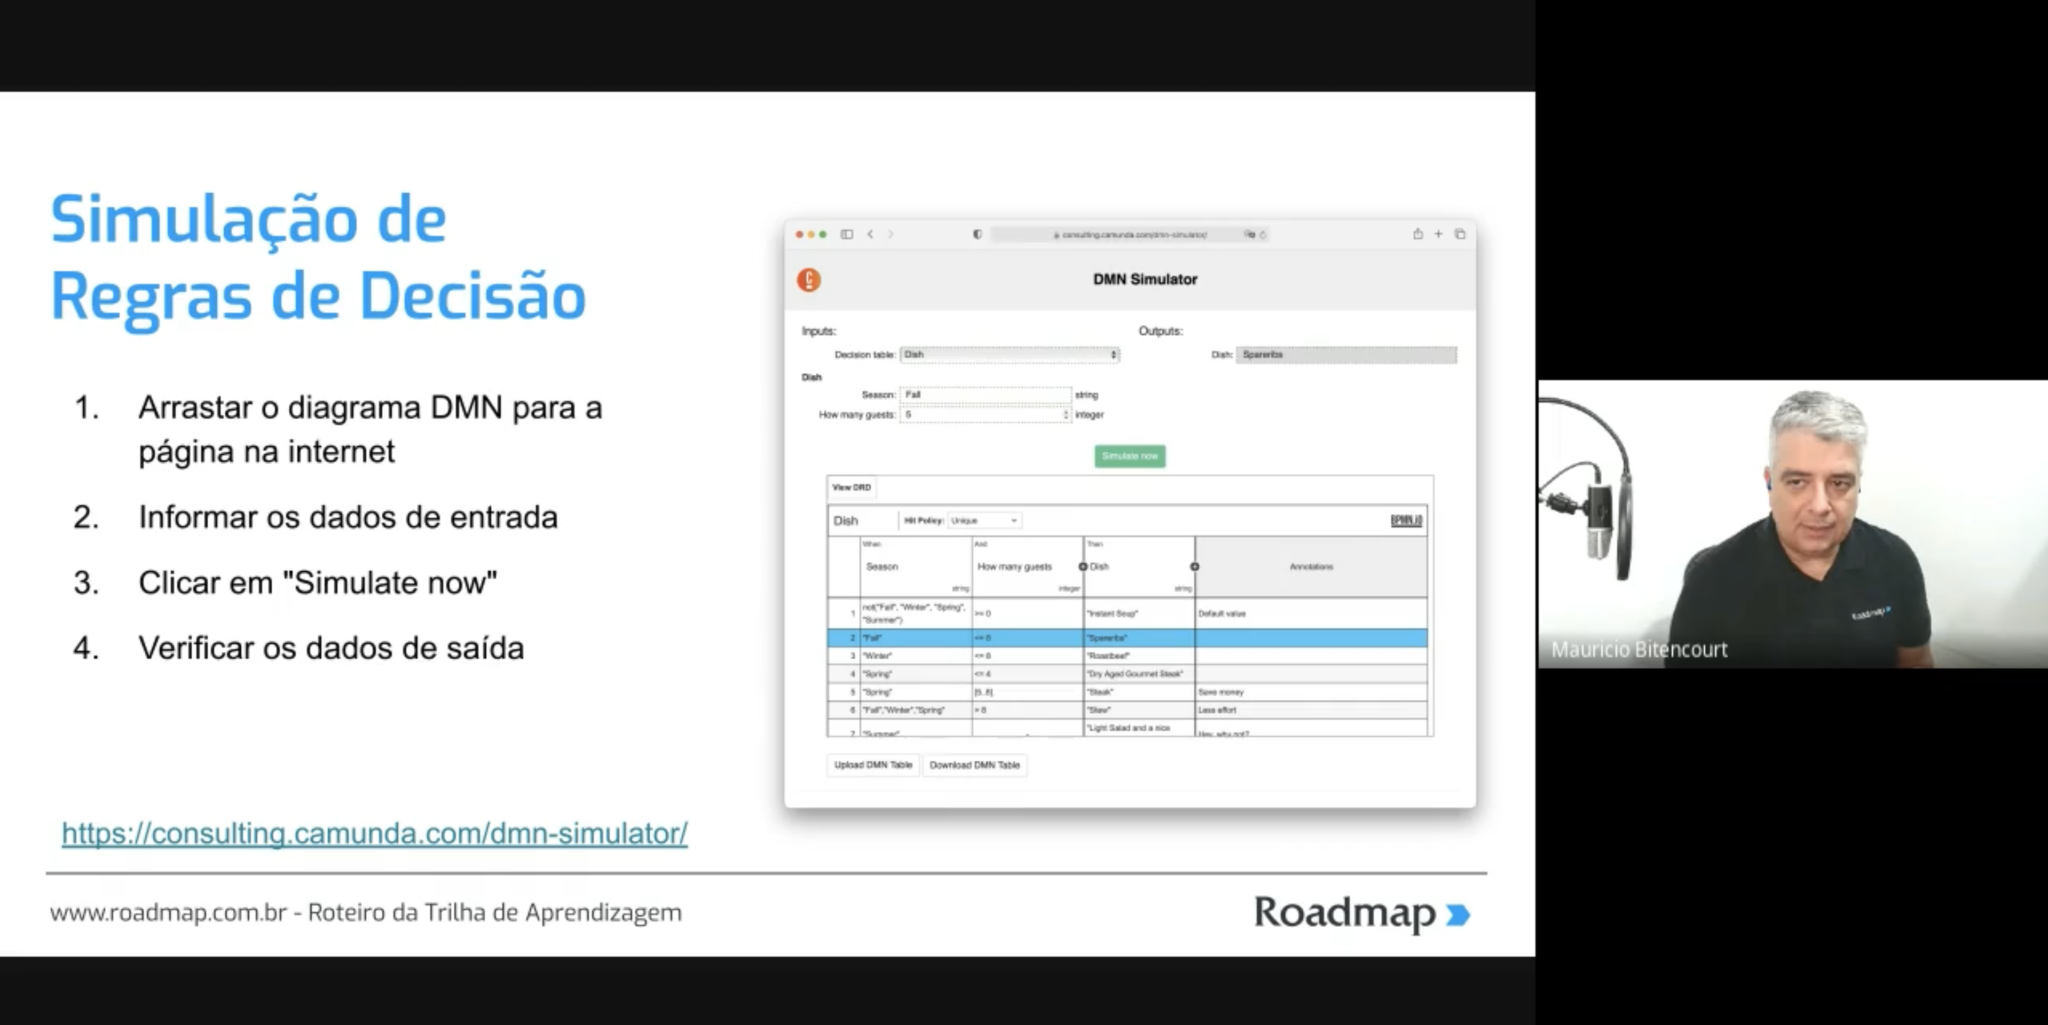 Simulação de
Regras de Decisão
1. Arrastar o diagrama DMN para a
página na internet
2. Informar os dados de entrada
3. Clicar em "Simulate now"
4. Verificar os dados de saída
https://consulting.camunda.com/dmn-simulator/
www.roadmap.com.br - Roteiro da Trilha de Aprendizagem
Roadmap
consulting.camunda.com/dmn-simulator/
DMN Simulator
Inputs: Outputs:
Decision table: Dish Dish: Spareribs
Dish
Season: Fall string
How many guests: 5 integer
Simulate now
View DRD
Dish Hit Policy: Unique BPMN.iO
When And Then
Season How many guests Dish Annotations
string integer string
1 not("Fall", "Winter", "Spring", "Summer") >= 0 "Instant Soup" Default value
2 "Fall" <= 8 "Spareribs"
3 "Winter" <= 8 "Roastbeef"
4 "Spring" <= 4 "Dry Aged Gourmet Steak"
5 "Spring" [5..8] "Steak" Save money
6 "Fall","Winter","Spring" > 8 "Stew" Less effort
7 "Summer" "Light Salad and a nice Hey, why not?
Upload DMN Table Download DMN Table
Roadmap
Mauricio Bitencourt